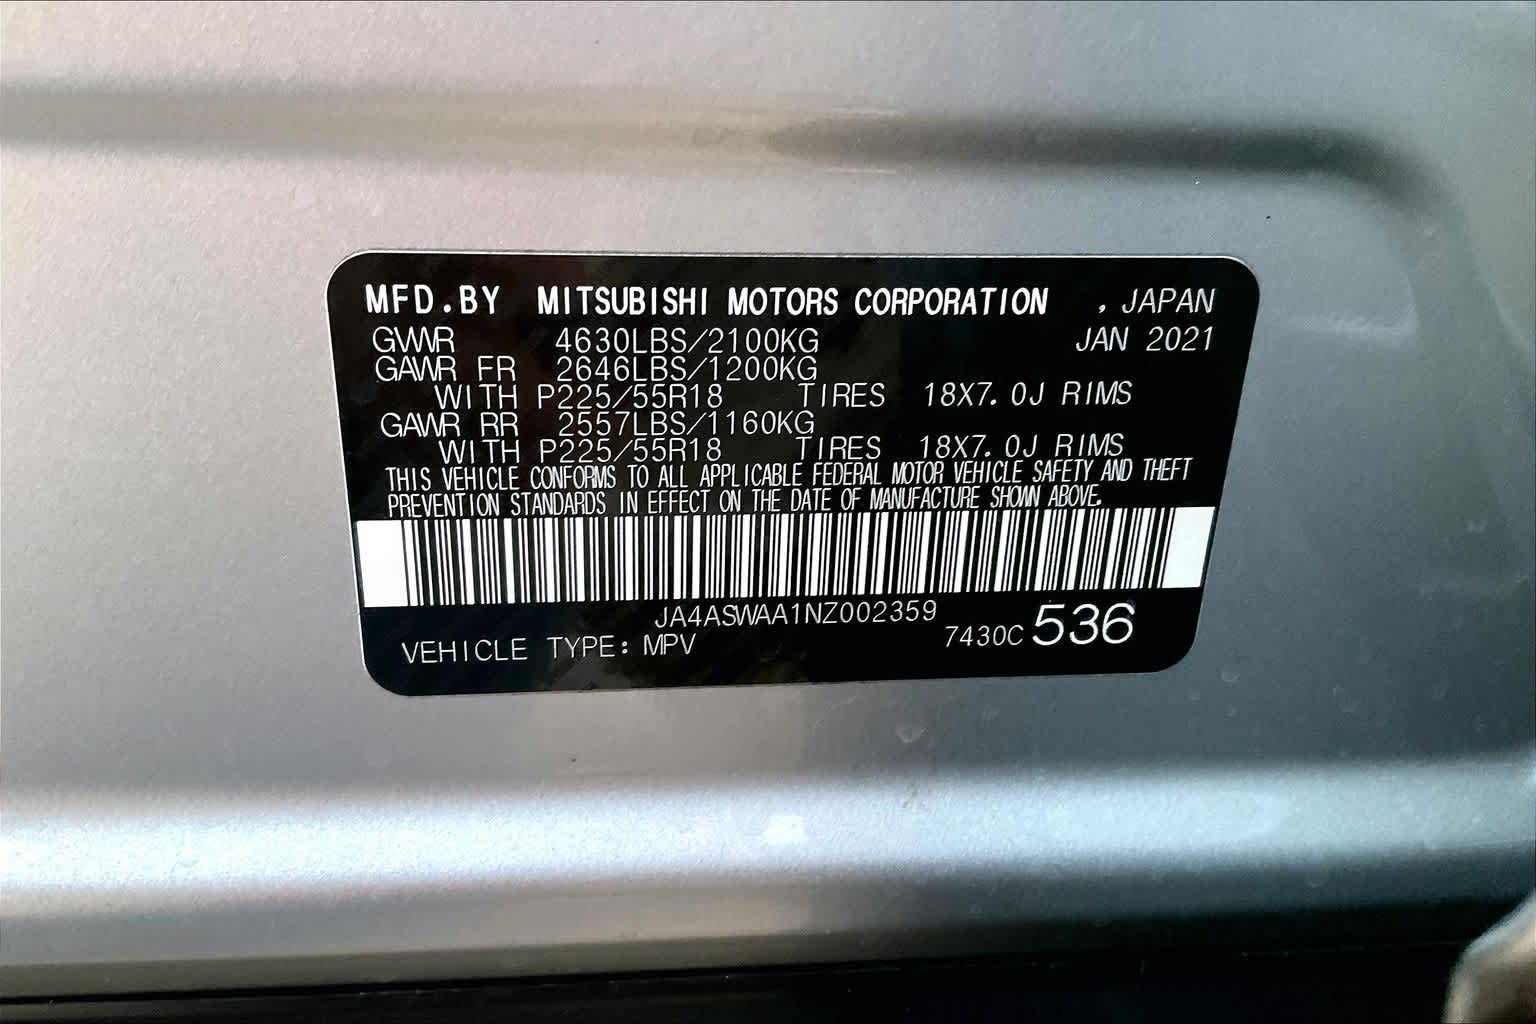 MFD.BY MITSUBISHI MOTORS CORPORATION , JAPAN
GVWR 4630LBS/2100KG JAN 2021
GAWR FR 2646LBS/1200KG
WITH P225/55R18 TIRES 18X7.0J RIMS
GAWR RR 2557LBS/1160KG
WITH P225/55R18 TIRES 18X7.0J RIMS
THIS VEHICLE CONFORMS TO ALL APPLICABLE FEDERAL MOTOR VEHICLE SAFETY AND THEFT
PREVENTION STANDARDS IN EFFECT ON THE DATE OF MANUFACTURE SHOWN ABOVE.
JA4ASWAA1NZ002359
VEHICLE TYPE: MPV 7430C 536